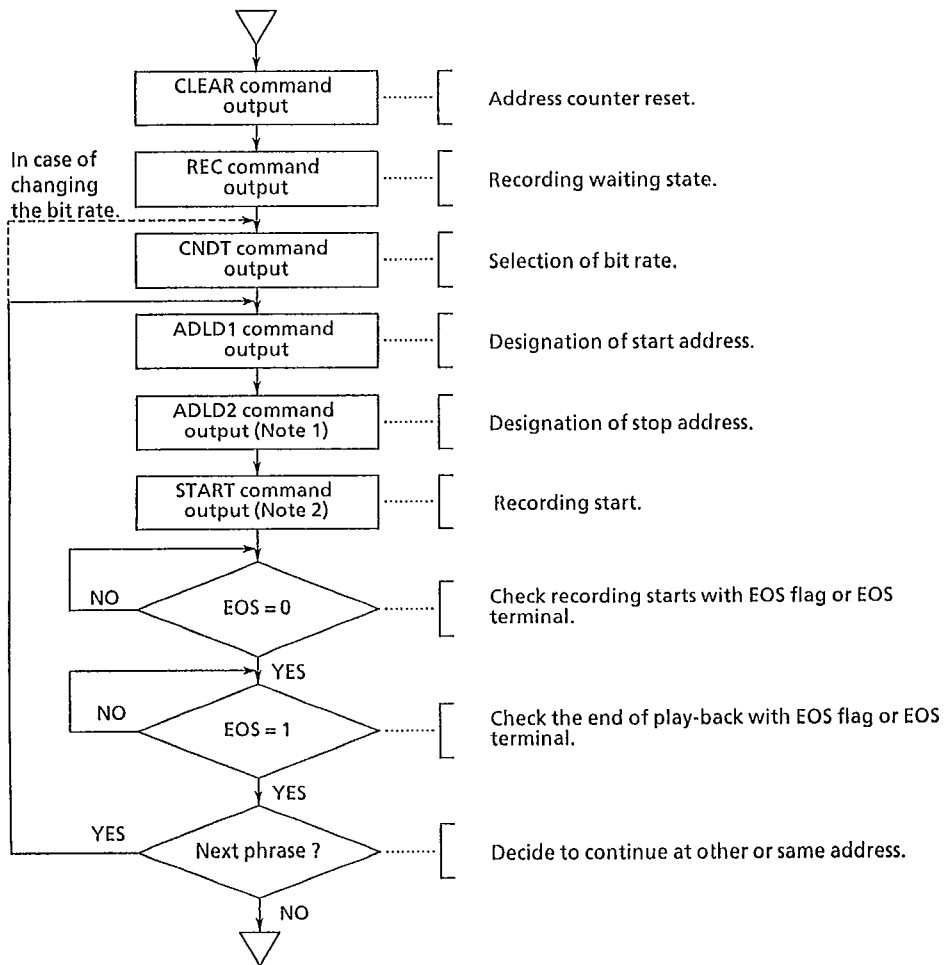 CLEAR command
output
Address counter reset.
In case of
changing
the bit rate.
REC command
output
Recording waiting state.
CNDT command
output
Selection of bit rate.
ADLD1 command
output
Designation of start address.
ADLD2 command
output (Note 1)
Designation of stop address.
START command
output (Note 2)
Recording start.
NO
EOS = 0
Check recording starts with EOS flag or EOS
terminal.
YES
NO
EOS = 1
Check the end of play-back with EOS flag or EOS
terminal.
YES
YES
Next phrase ?
Decide to continue at other or same address.
NO